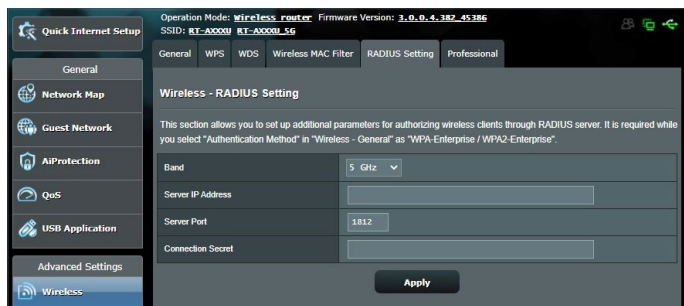 Operation Mode: Wireless router Firmware Version: 3.0.0.4.382_45386
SSID: RT-AXXXU RT-AXXXU_5G
Quick Internet Setup
General
Network Map
Guest Network
AiProtection
QoS
USB Application
Advanced Settings
Wireless
General WPS WDS Wireless MAC Filter RADIUS Setting Professional
Wireless - RADIUS Setting
This section allows you to set up additional parameters for authorizing wireless clients through RADIUS server. It is required while
you select "Authentication Method" in "Wireless - General" as "WPA-Enterprise / WPA2-Enterprise".
Band 5 GHz
Server IP Address
Server Port 1812
Connection Secret
Apply